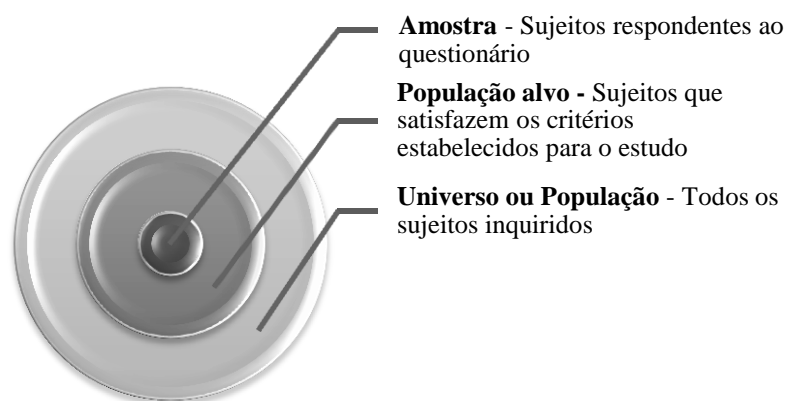 Amostra - Sujeitos respondentes ao
questionário
População alvo - Sujeitos que
satisfazem os critérios
estabelecidos para o estudo
Universo ou População - Todos os
sujeitos inquiridos